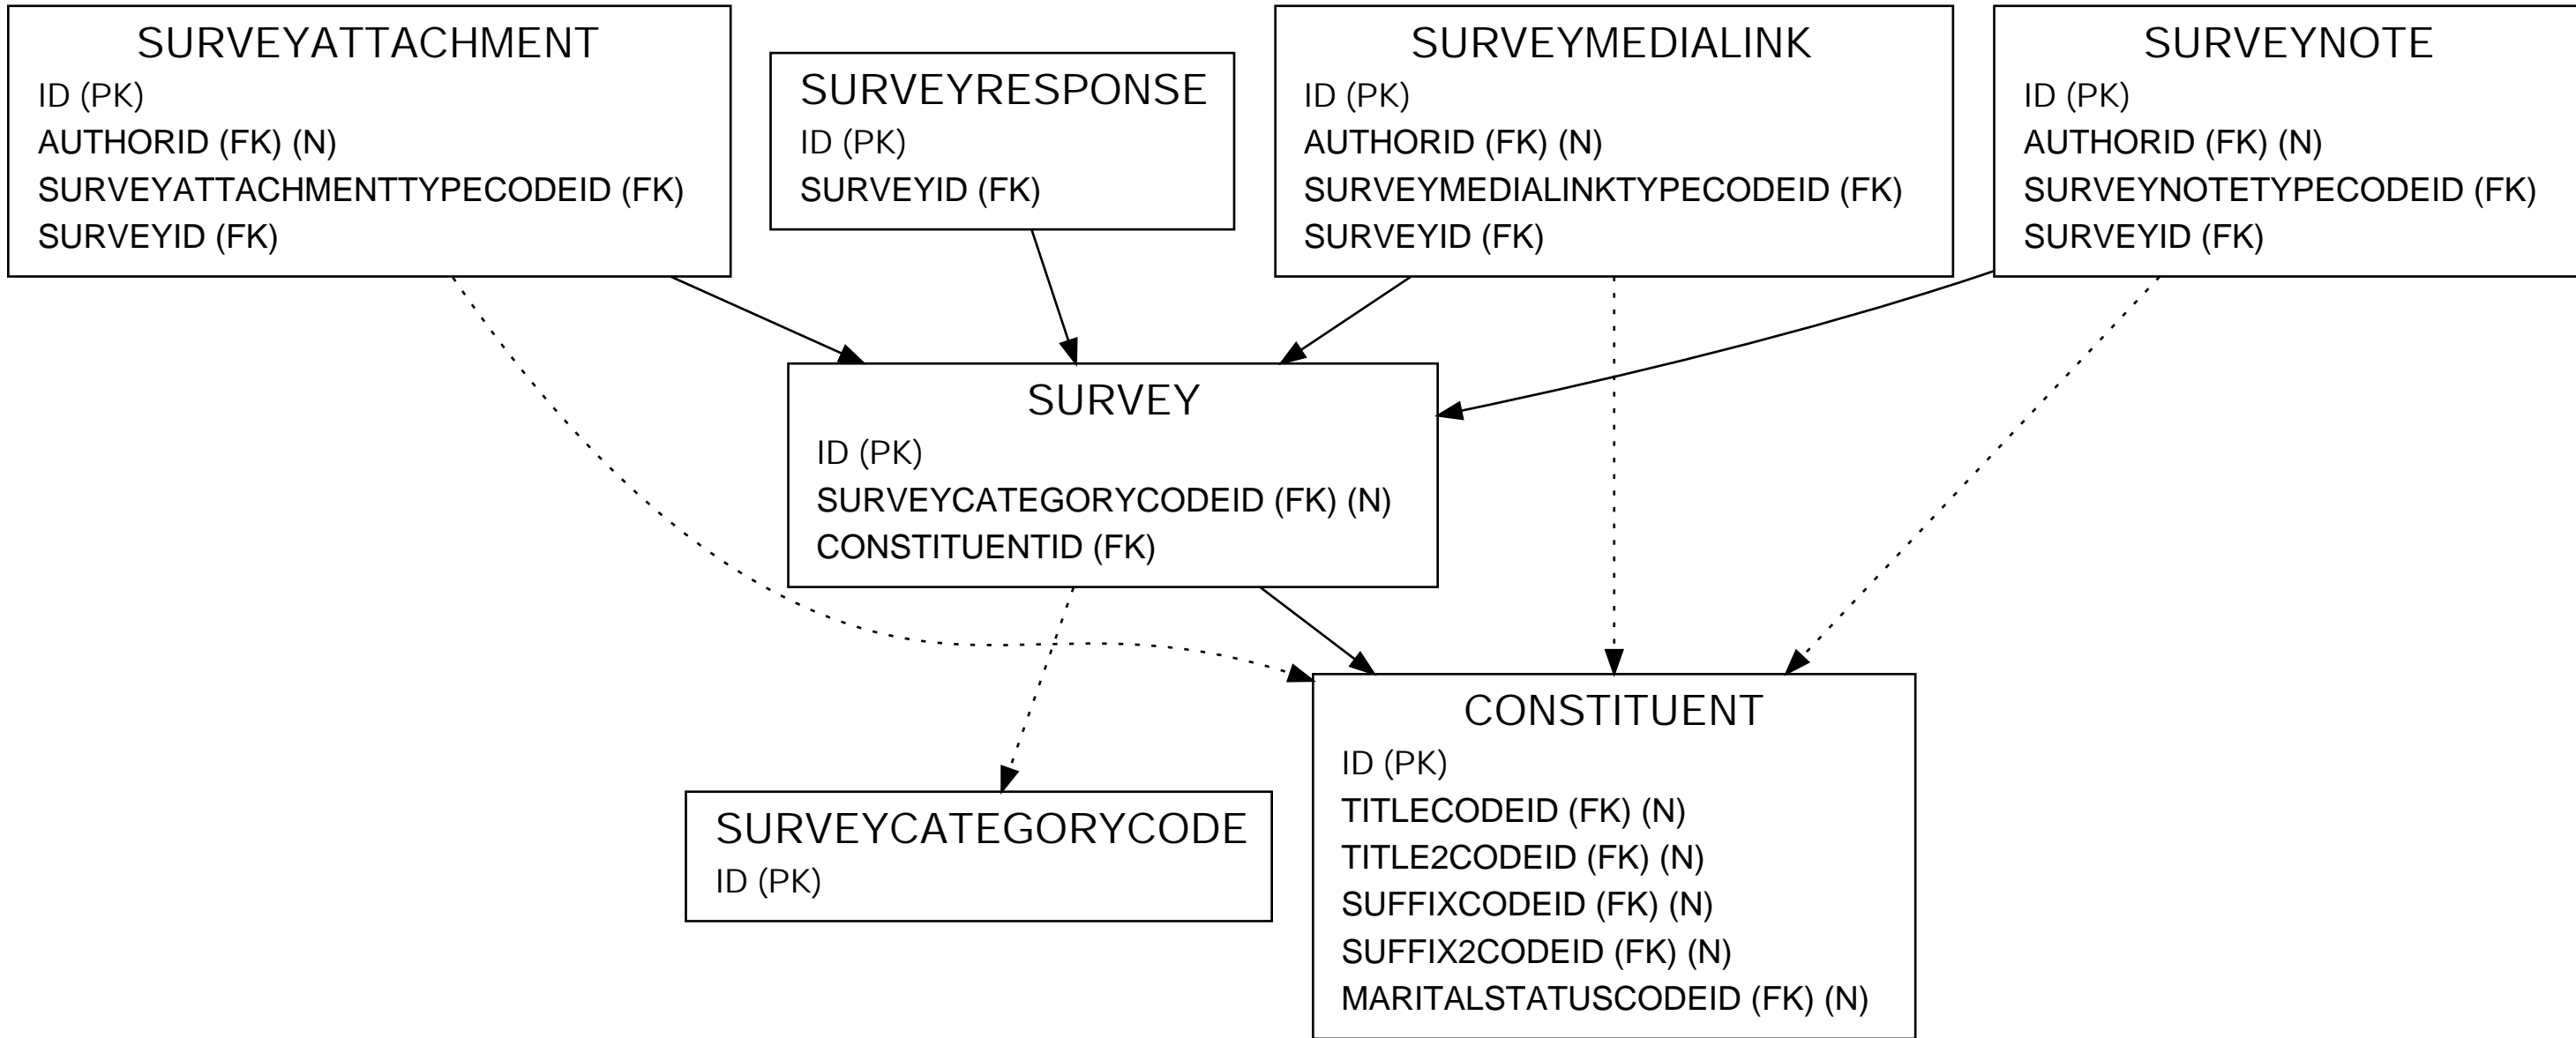 SURVEYATTACHMENT
ID (PK)
AUTHORID (FK) (N)
SURVEYATTACHMENTTYPECODEID (FK)
SURVEYID (FK)
SURVEYRESPONSE
ID (PK)
SURVEYID (FK)
SURVEYMEDIALINK
ID (PK)
AUTHORID (FK) (N)
SURVEYMEDIALINKTYPECODEID (FK)
SURVEYID (FK)
SURVEYNOTE
ID (PK)
AUTHORID (FK) (N)
SURVEYNOTETYPECODEID (FK)
SURVEYID (FK)
SURVEY
ID (PK)
SURVEYCATEGORYCODEID (FK) (N)
CONSTITUENTID (FK)
SURVEYCATEGORYCODE
ID (PK)
CONSTITUENT
ID (PK)
TITLECODEID (FK) (N)
TITLE2CODEID (FK) (N)
SUFFIXCODEID (FK) (N)
SUFFIX2CODEID (FK) (N)
MARITALSTATUSCODEID (FK) (N)